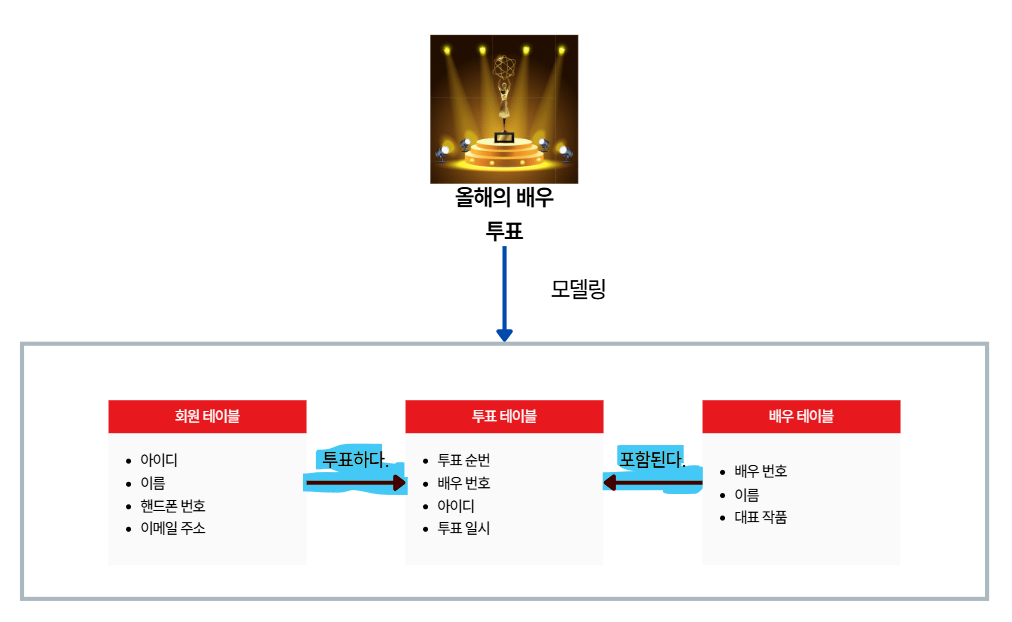 올해의 배우
투표
모델링
회원 테이블
아이디
이름
핸드폰 번호
이메일 주소
투표하다.
투표 테이블
투표 순번
배우 번호
아이디
투표 일시
포함된다.
배우 테이블
배우 번호
이름
대표 작품